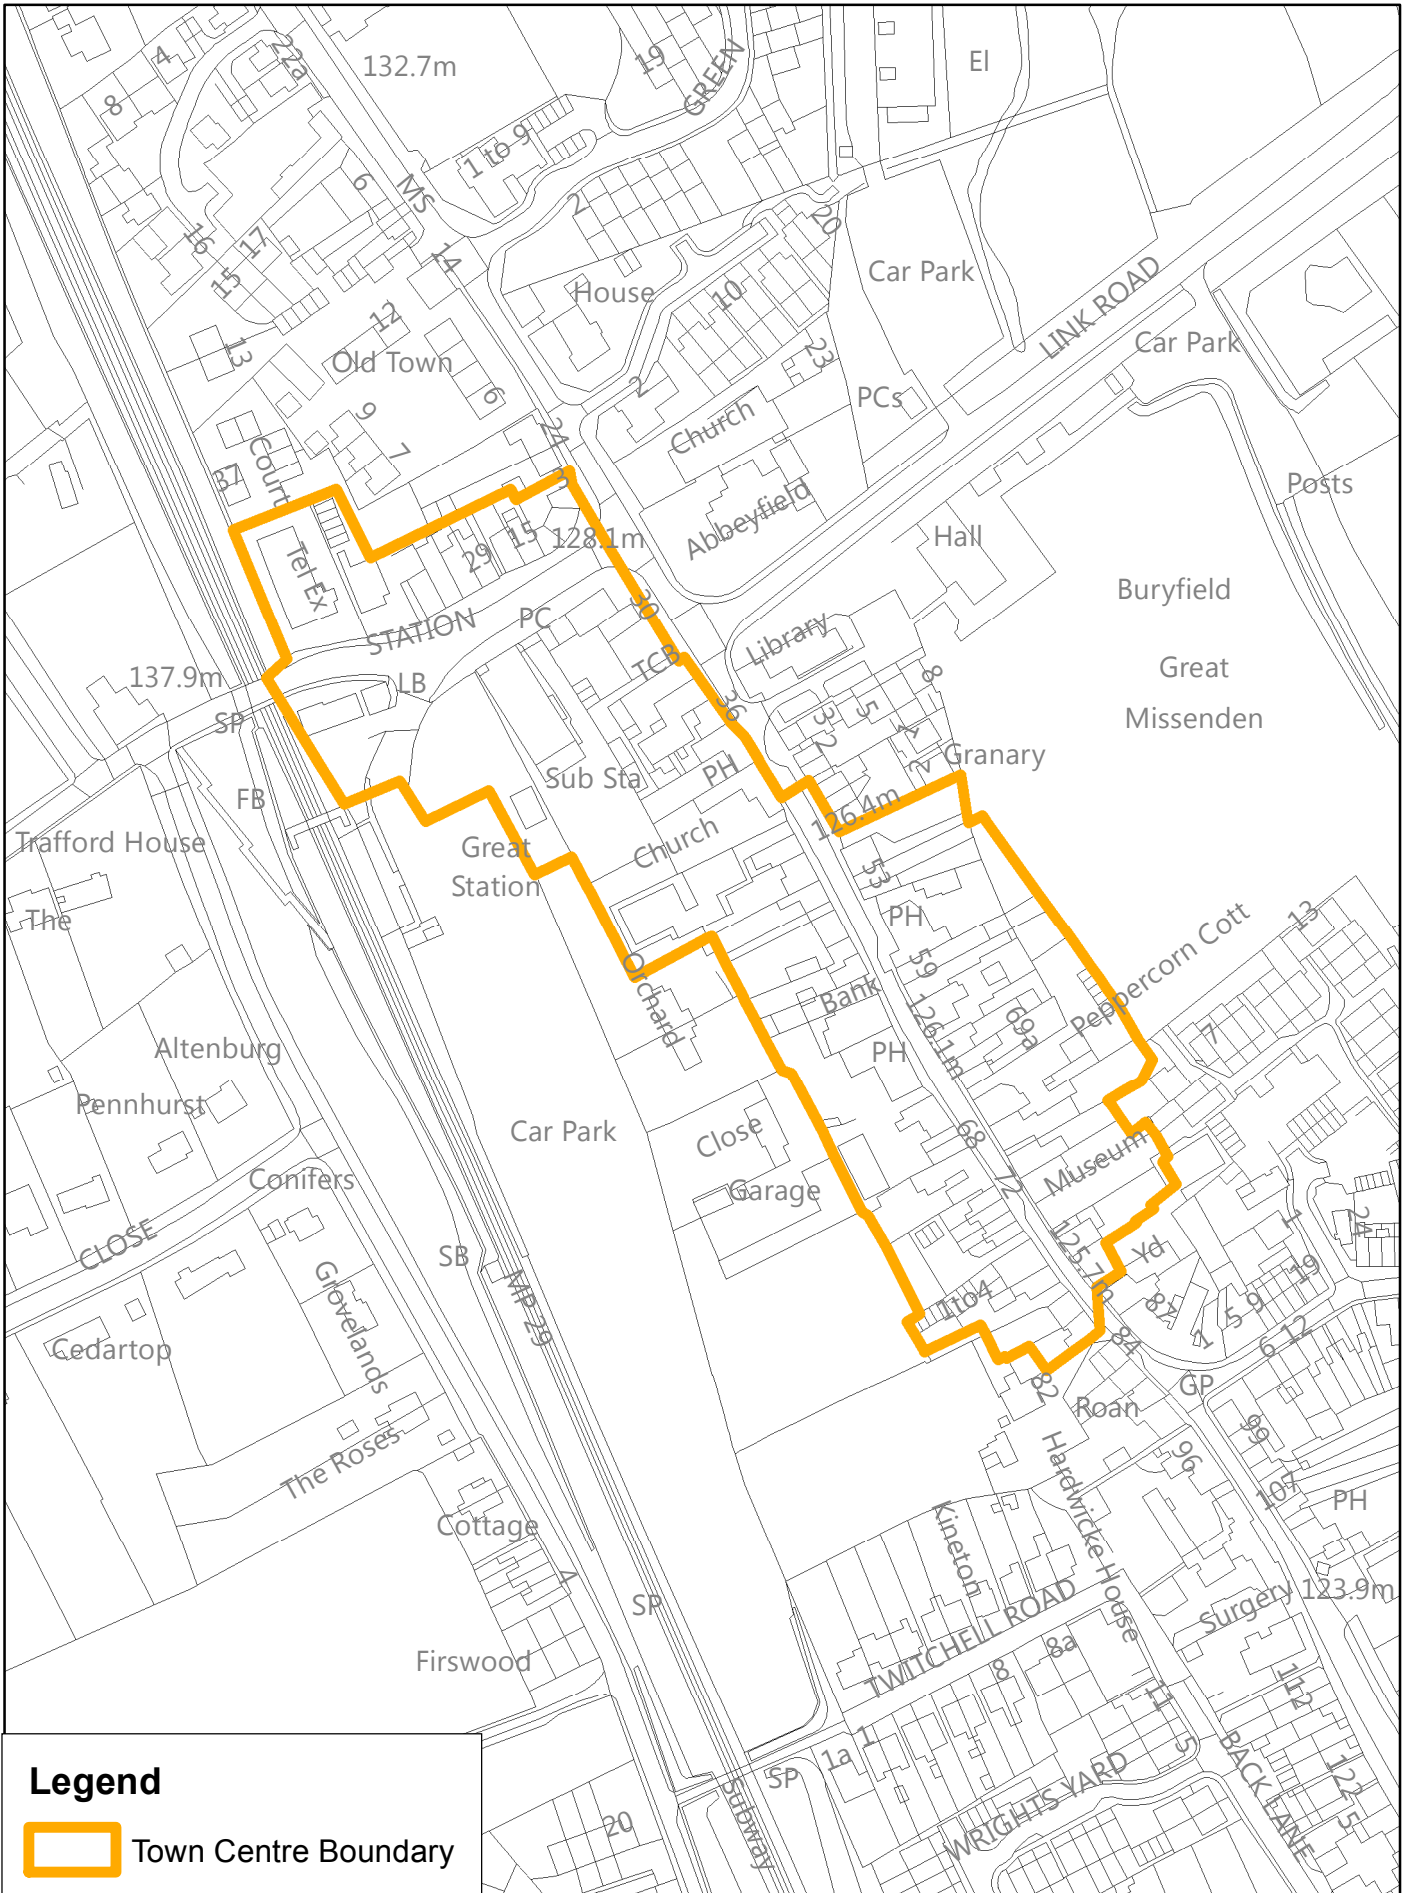 4
22a
132.7m
19
GREEN
El
8
1 to 9
6
MS
2
20
16
17
14
15
House
10
Car Park
LINK ROAD
12
13
Old Town
23
Car Park
2
6
PCs
9
24
Church
7
Court
37
3
Posts
Abbeyfield
29
15
128.1m
Hall
Tel Ex
Buryfield
30
PC
STATION
Library
TCB
Great
8
137.9m
LB
36
3
5
Missenden
SP
2
1
2
Granary
PH
Sub Sta
FB
126.4m
Trafford House
Great
Church
53
Station
The
PH
13
59
Peppercorn Cott
Orchard
Bank
126.1m
69a
7
Altenburg
PH
Pennhurst
Car Park
Close
68
Museum
Conifers
Garage
72
1
24
CLOSE
SB
125.7m
Yd
19
MP 29
Grovelands
1to4
87
9
5
1
12
6
84
Cedartop
82
GP
Roan
99
The Roses
96
Hardwicke House
107
PH
Cottage
Kineton
4
SP
TWITCHELL ROAD
Surgery
123.9m
Firswood
8a
8
11
112
1
5
1a
SP
BACK LANE
Subway
WRIGHTS YARD
122
5
20
Legend
Town Centre Boundary